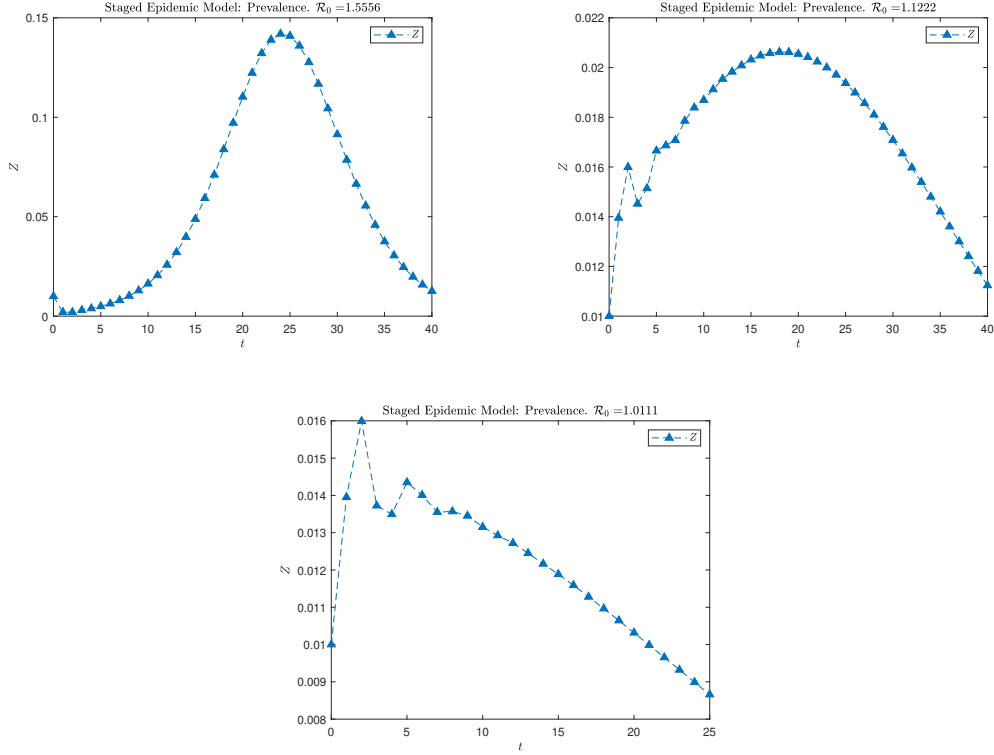 Staged Epidemic Model: Prevalence. R₀ =1.5556
Z
0.15
0.1
0.05
0
Z
0 5 10 15 20 25 30 35 40
t
Staged Epidemic Model: Prevalence. R₀ =1.1222
Z
0.022
0.02
0.018
0.016
0.014
0.012
0.01
Z
0 5 10 15 20 25 30 35 40
t
Staged Epidemic Model: Prevalence. R₀ =1.0111
Z
0.016
0.015
0.014
0.013
0.012
0.011
0.01
0.009
0.008
Z
0 5 10 15 20 25
t